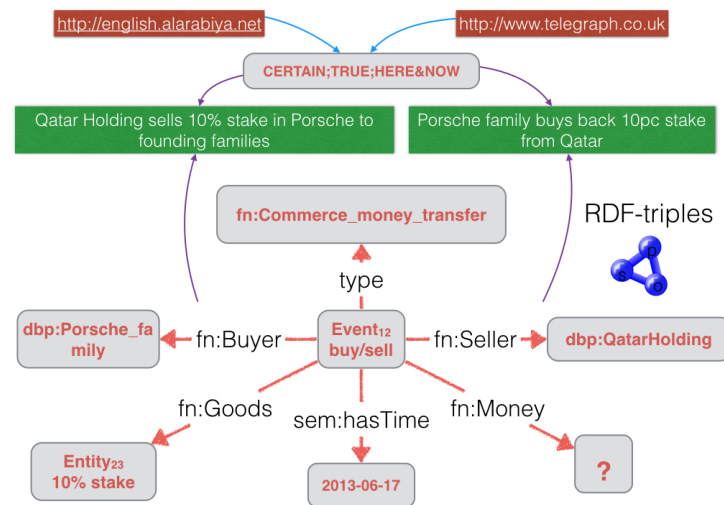 http://english.alarabiya.net
http://www.telegraph.co.uk
CERTAIN;TRUE;HERE&NOW
Qatar Holding sells 10% stake in Porsche to
founding families
Porsche family buys back 10pc stake
from Qatar
fn:Commerce_money_transfer
RDF-triples
p
s
o
type
dbp:Porsche_fa
mily
fn:Buyer
Event₁₂
buy/sell
fn:Seller
dbp:QatarHolding
fn:Goods
sem:hasTime
fn:Money
Entity₂₃
10% stake
2013-06-17
?